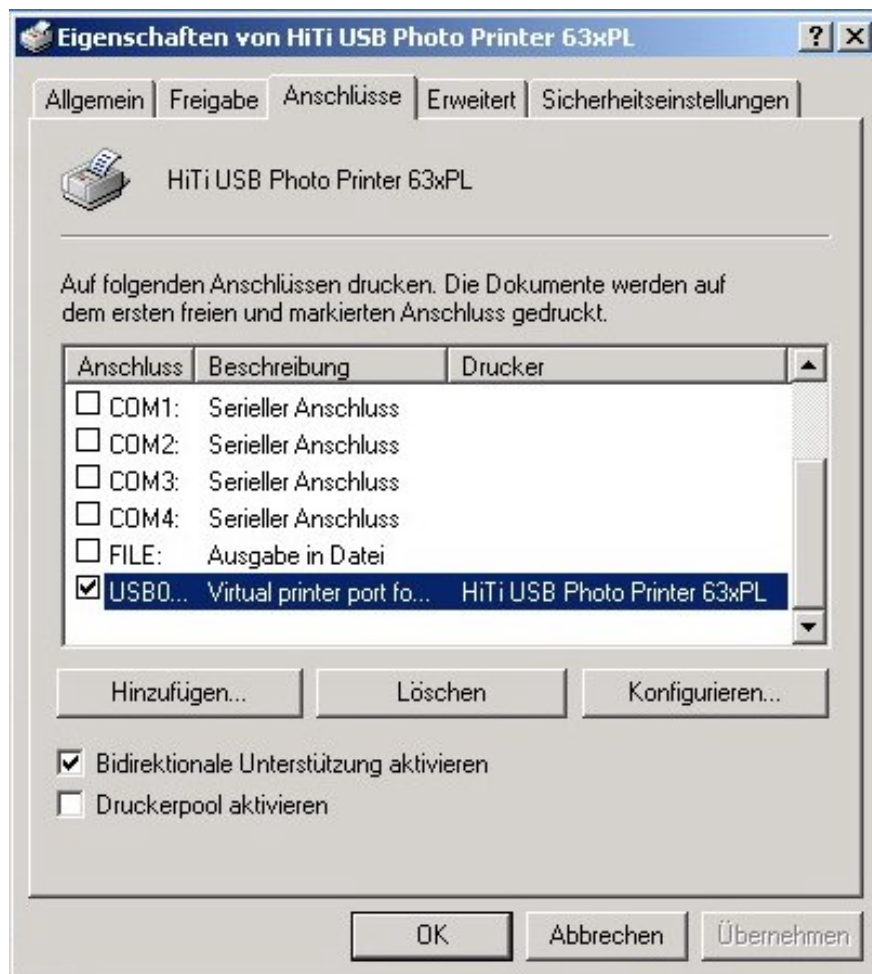 Eigenschaften von HiTi USB Photo Printer 63xPL
Allgemein Freigabe Anschlüsse Erweitert Sicherheitseinstellungen
HiTi USB Photo Printer 63xPL
Auf folgenden Anschlüssen drucken. Die Dokumente werden auf
dem ersten freien und markierten Anschluss gedruckt.
Anschluss Beschreibung Drucker
COM1: Serieller Anschluss
COM2: Serieller Anschluss
COM3: Serieller Anschluss
COM4: Serieller Anschluss
FILE: Ausgabe in Datei
USB0... Virtual printer port fo... HiTi USB Photo Printer 63xPL
Hinzufügen... Löschen Konfigurieren...
Bidirektionale Unterstützung aktivieren
Druckerpool aktivieren
OK Abbrechen Übernehmen